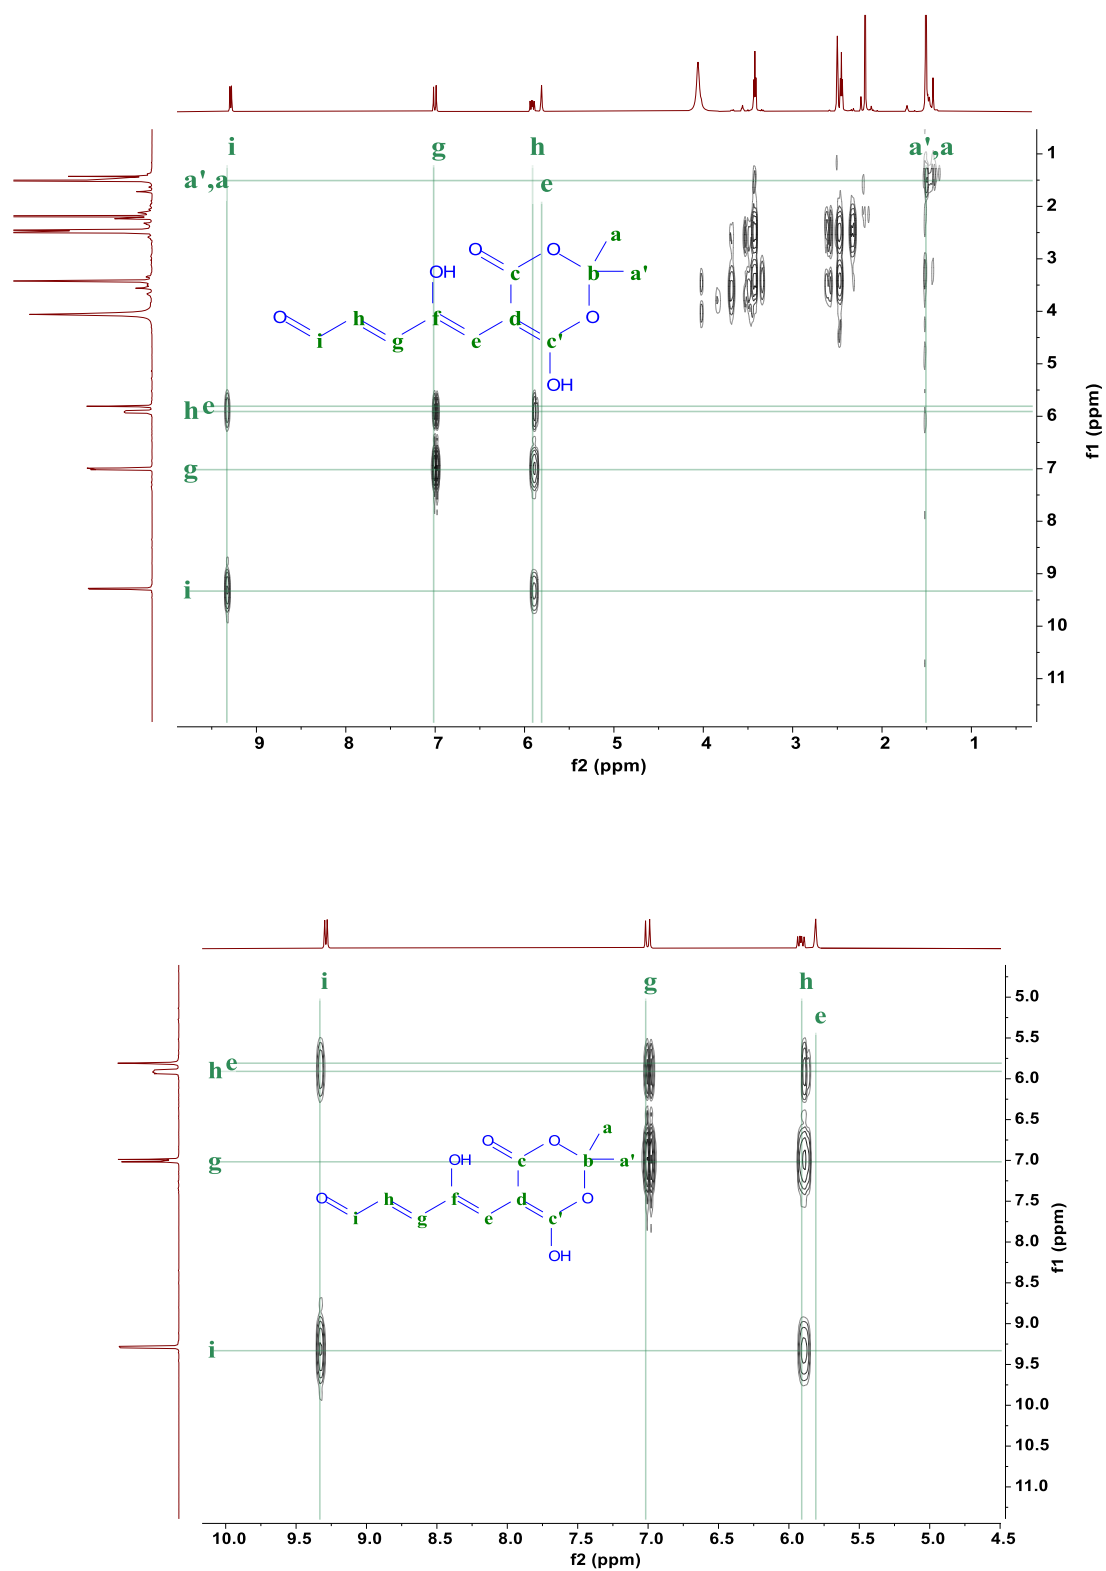 i g h a',a
a',a e
a
O O
OH c b a'
O h f d O
i g e c'
OH
h e
g
i
1
2
3
4
5
6
7
8
9
10
11
f1 (ppm)
9 8 7 6 5 4 3 2 1
f2 (ppm)
i g h
e
h e
a
O O
OH c b a'
g
O h f d O
i g e c'
OH
i
5.0
5.5
6.0
6.5
7.0
7.5
8.0
8.5
9.0
9.5
10.0
10.5
11.0
f1 (ppm)
10.0 9.5 9.0 8.5 8.0 7.5 7.0 6.5 6.0 5.5 5.0 4.5
f2 (ppm)